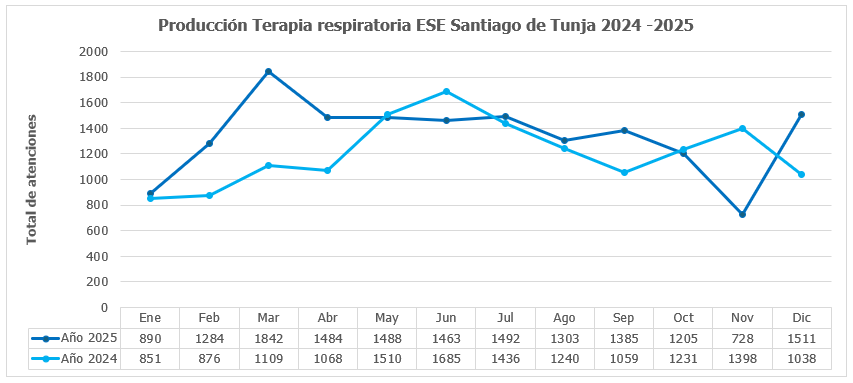 Producción Terapia respiratoria ESE Santiago de Tunja 2024 -2025
Total de atenciones
2000
1800
1600
1400
1200
1000
800
600
400
200
0
Ene Feb Mar Abr May Jun Jul Ago Sep Oct Nov Dic
Año 2025 890 1284 1842 1484 1488 1463 1492 1303 1385 1205 728 1511
Año 2024 851 876 1109 1068 1510 1685 1436 1240 1059 1231 1398 1038